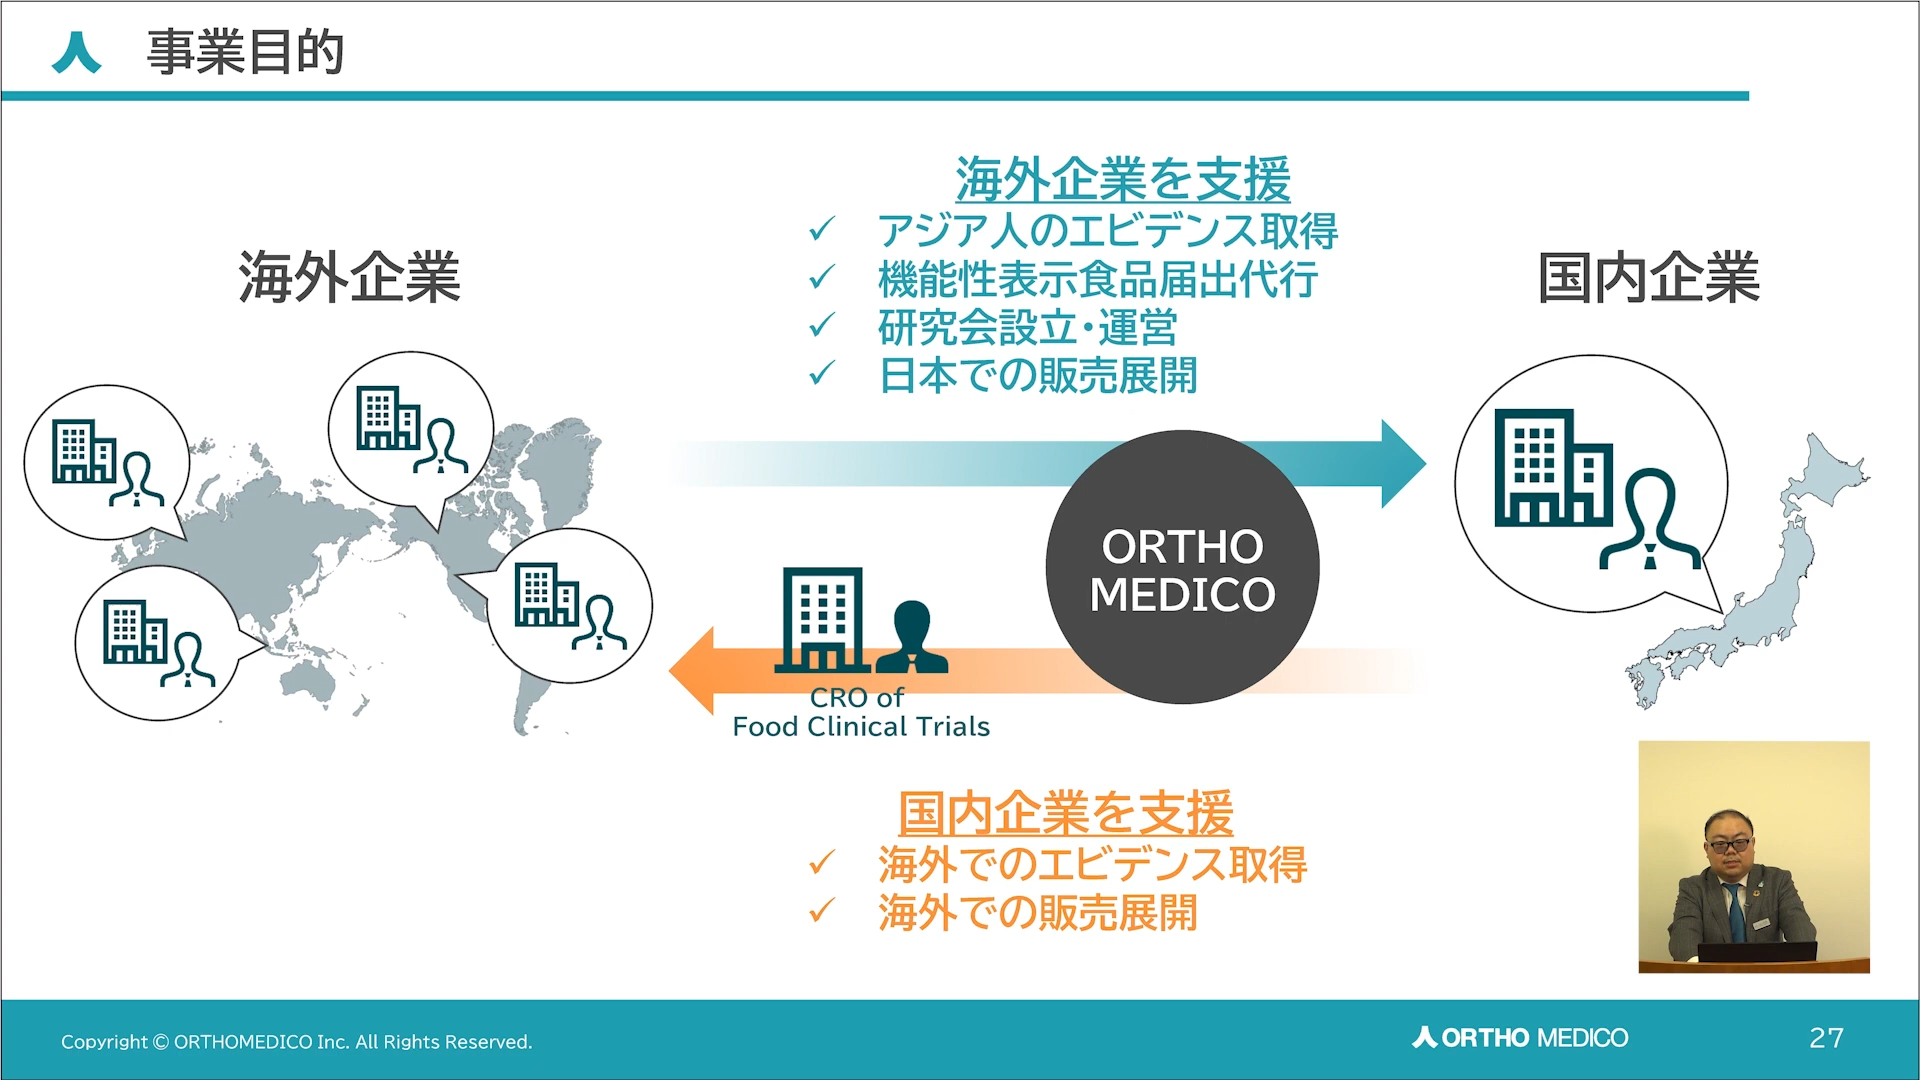 事業目的
海外企業を支援
✓ アジア人のエビデンス取得
✓ 機能性表示食品届出代行
✓ 研究会設立・運営
✓ 日本での販売展開
海外企業
国内企業
ORTHO
MEDICO
CRO of
Food Clinical Trials
国内企業を支援
✓ 海外でのエビデンス取得
✓ 海外での販売展開
Copyright © ORTHOMEDICO Inc. All Rights Reserved.
ORTHO MEDICO
27